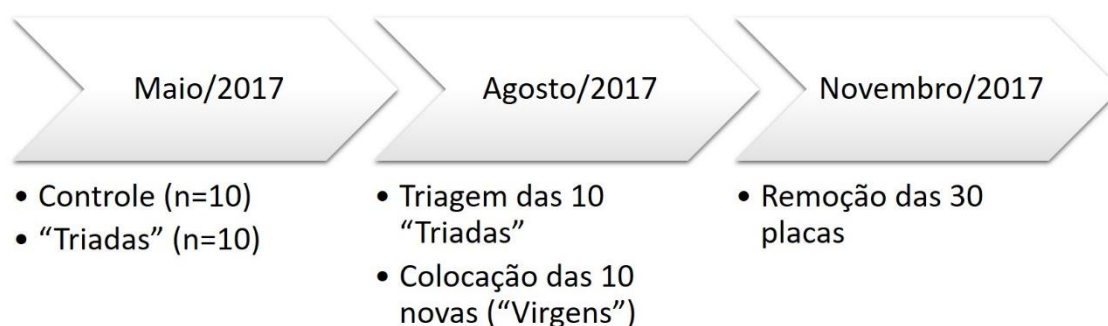 Maio/2017
• Controle (n=10)
• “Triadas” (n=10)
Agosto/2017
• Triagem das 10
“Triadas”
• Colocação das 10
novas (“Virgens”)
Novembro/2017
• Remoção das 30
placas